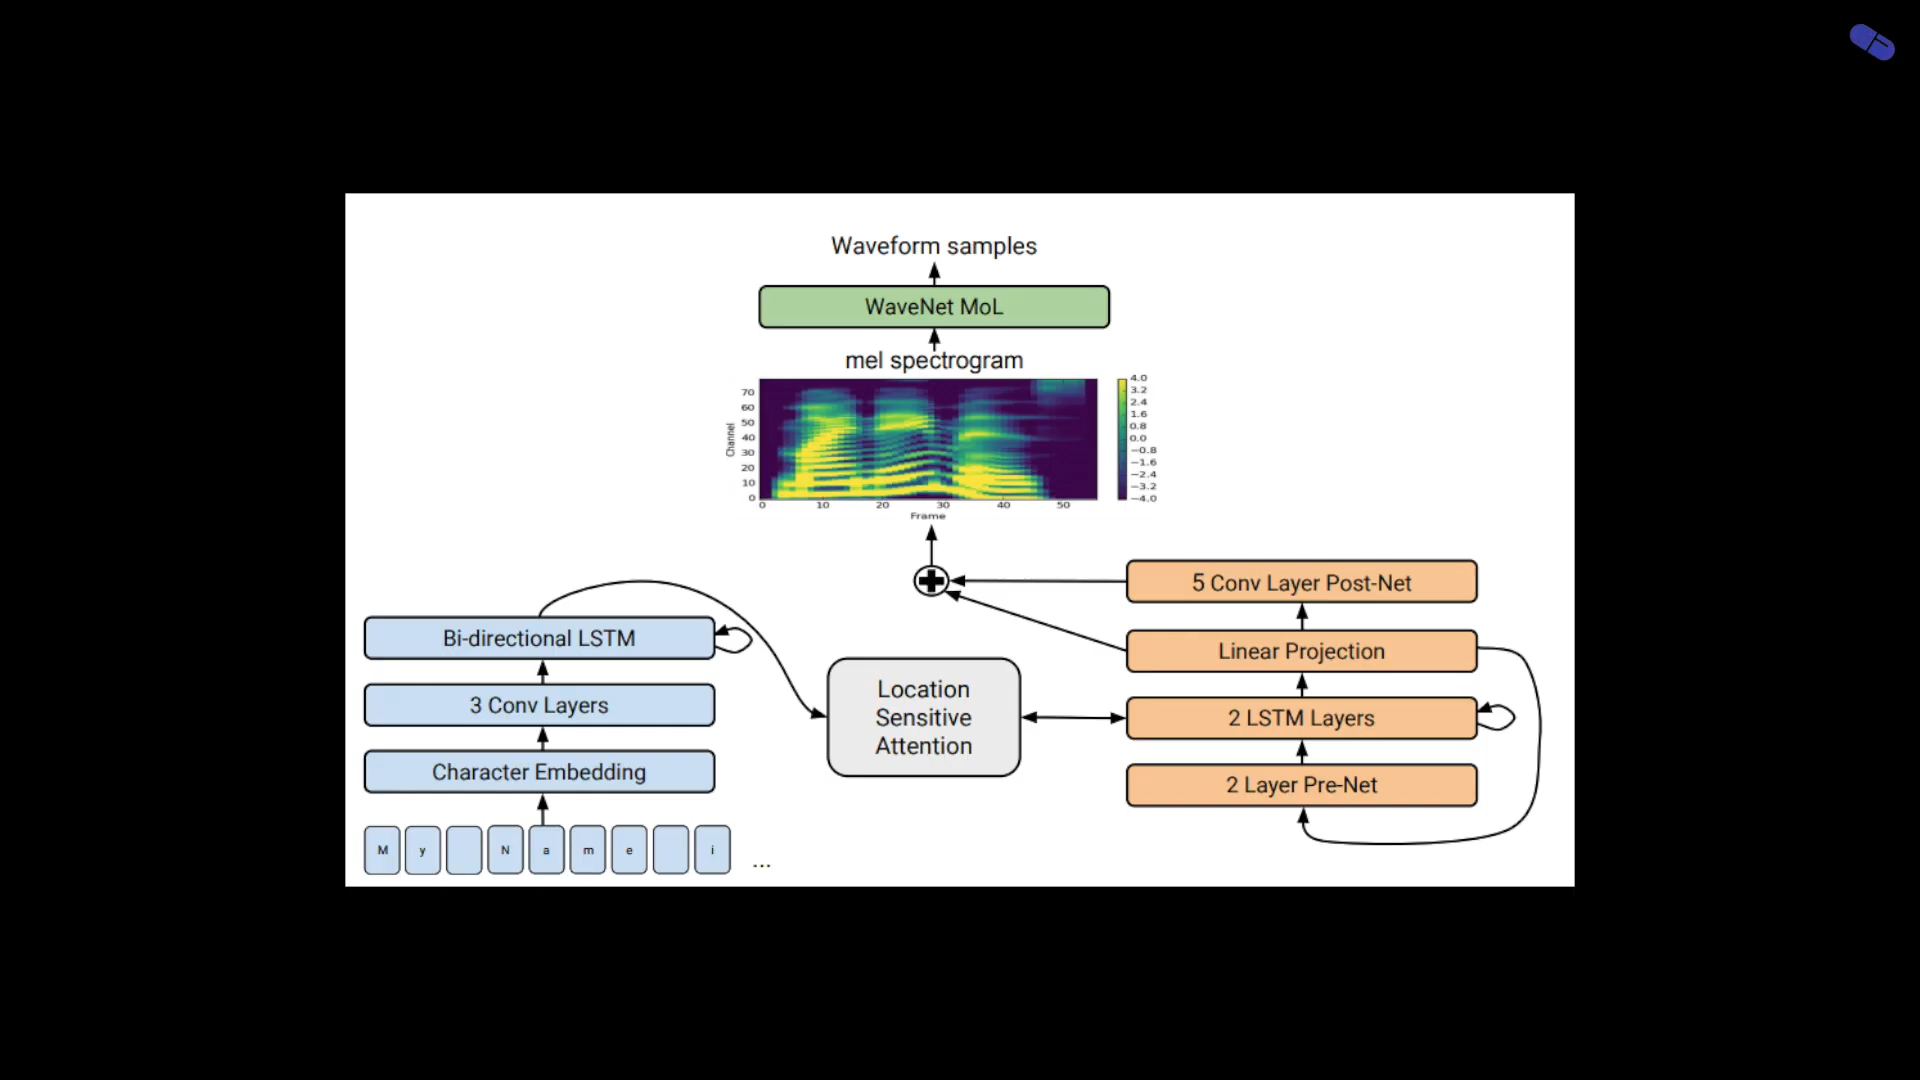 Waveform samples
WaveNet MoL
mel spectrogram
70
60
50
40
30
20
10
0
Channel
0 10 20 30 40 50
Frame
4.0
3.2
2.4
1.6
0.8
0.0
−0.8
−1.6
−2.4
−3.2
−4.0
Bi-directional LSTM
3 Conv Layers
Character Embedding
M y N a m e i ...
Location
Sensitive
Attention
5 Conv Layer Post-Net
Linear Projection
2 LSTM Layers
2 Layer Pre-Net